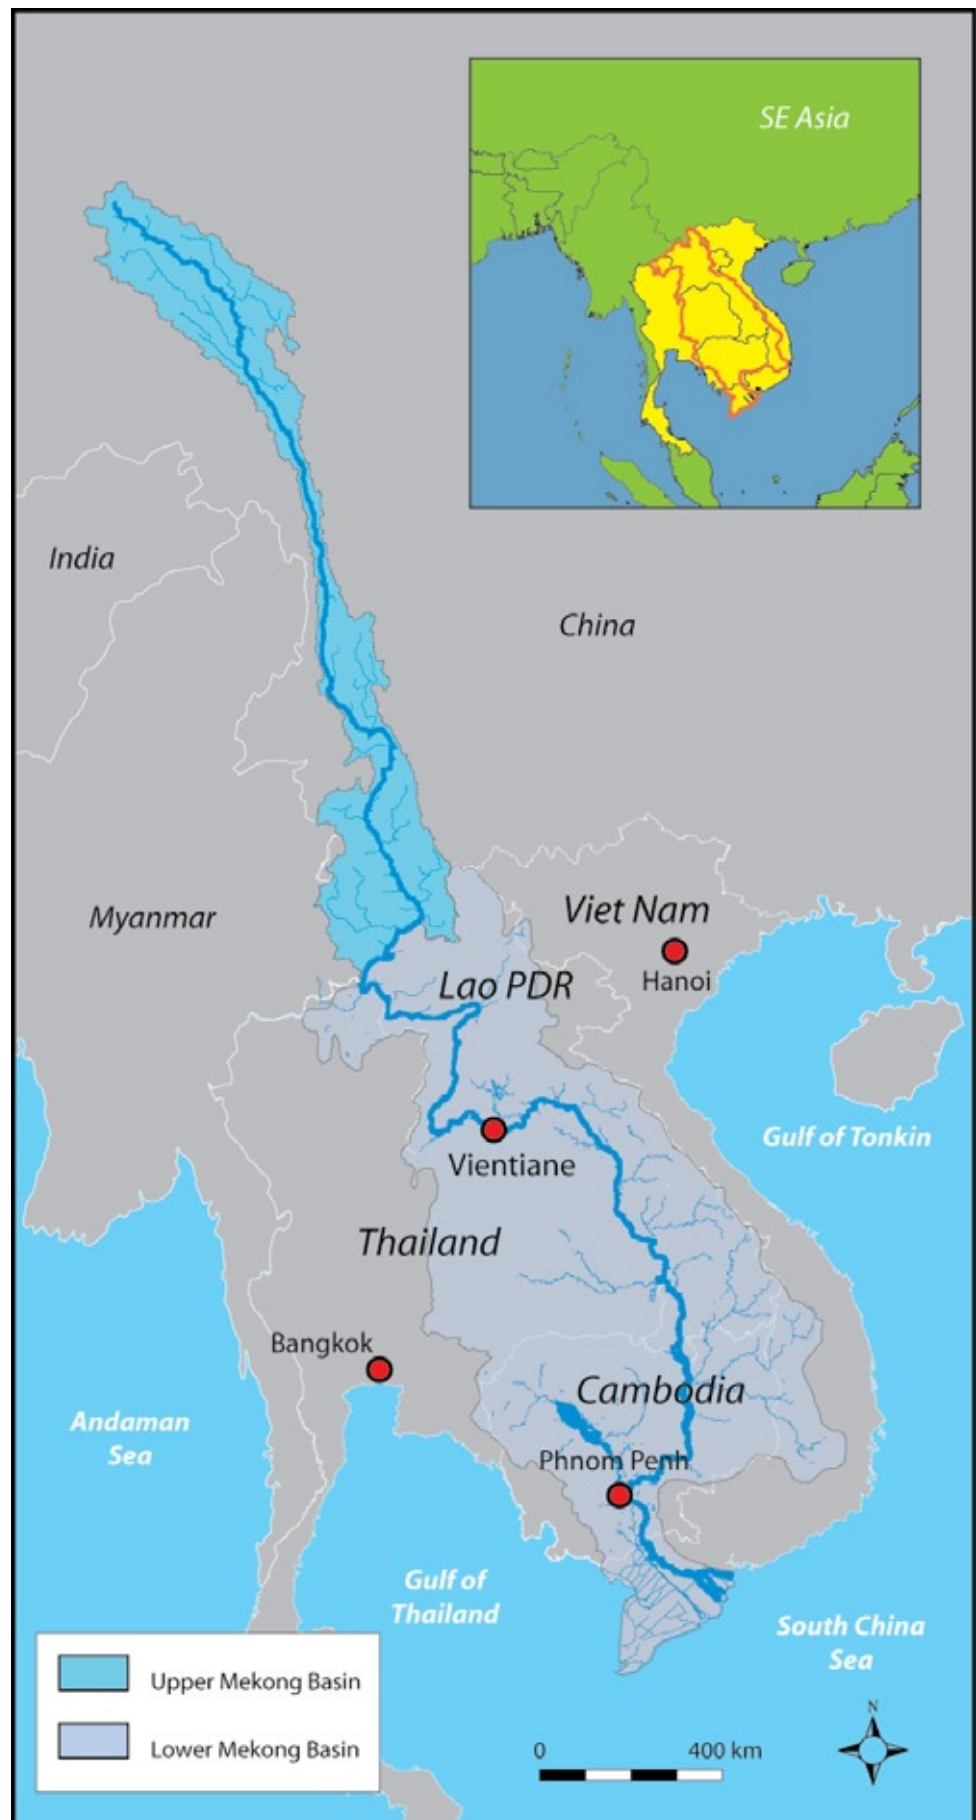 SE Asia
India
China
Myanmar
Viet Nam
Hanoi
Lao PDR
Gulf of Tonkin
Vientiane
Thailand
Bangkok
Cambodia
Andaman
Sea
Phnom Penh
Gulf of
Thailand
South China
Sea
Upper Mekong Basin
Lower Mekong Basin
0 400 km
N